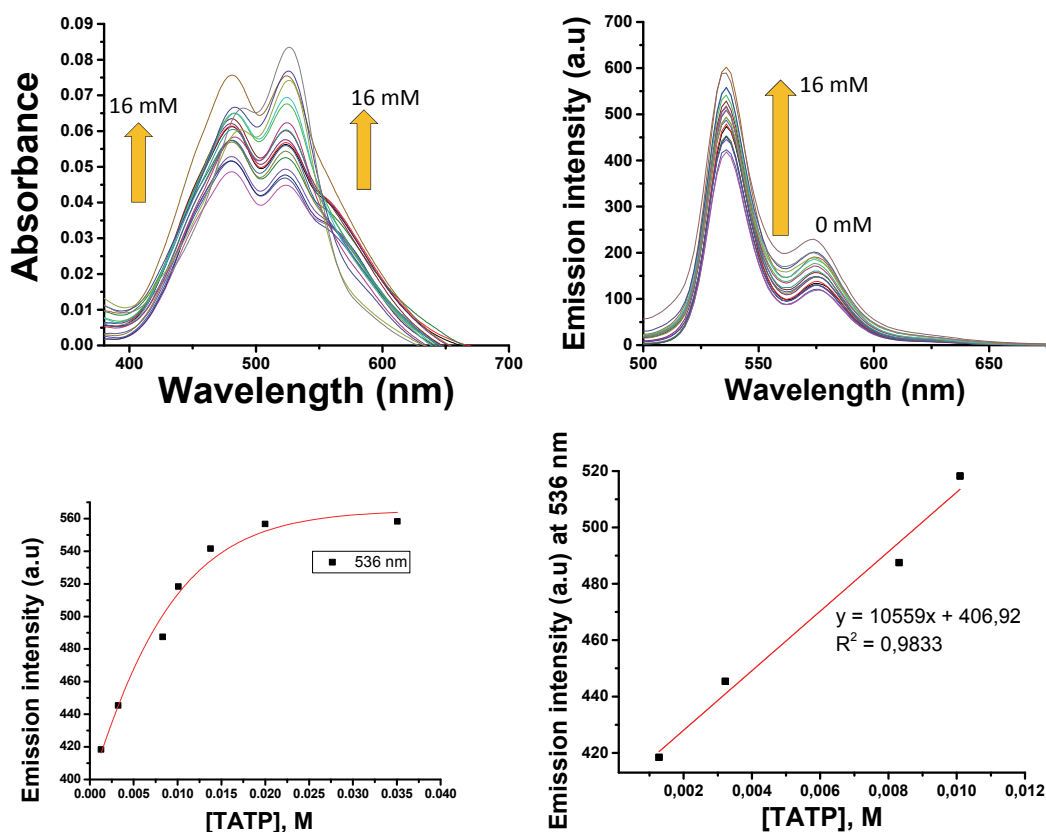 0.09
0.08
0.07
0.06
0.05
0.04
0.03
0.02
0.01
0.00
Absorbance
16 mM
16 mM
400 500 600 700
Wavelength (nm)
700
600
500
400
300
200
100
0
Emission intensity (a.u)
16 mM
0 mM
500 550 600 650
Wavelength (nm)
560
540
520
500
480
460
440
420
400
Emission intensity (a.u)
536 nm
0.000 0.005 0.010 0.015 0.020 0.025 0.030 0.035 0.040
[TATP], M
520
500
480
460
440
420
Emission intensity (a.u) at 536 nm
y = 10559x + 406,92
R² = 0,9833
0,002 0,004 0,006 0,008 0,010 0,012
[TATP], M